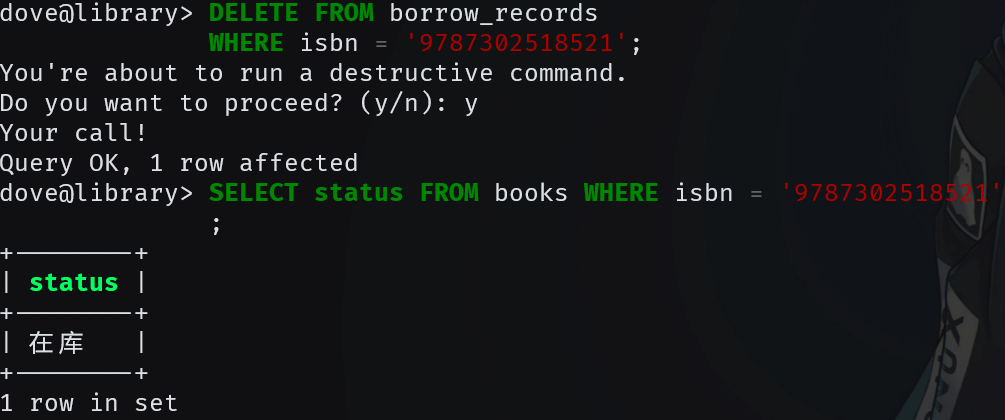 dove@library> DELETE FROM borrow_records
WHERE isbn = '9787302518521';
You're about to run a destructive command.
Do you want to proceed? (y/n): y
Your call!
Query OK, 1 row affected
dove@library> SELECT status FROM books WHERE isbn = '9787302518521'
;
+--------+
| status |
+--------+
| 在库   |
+--------+
1 row in set